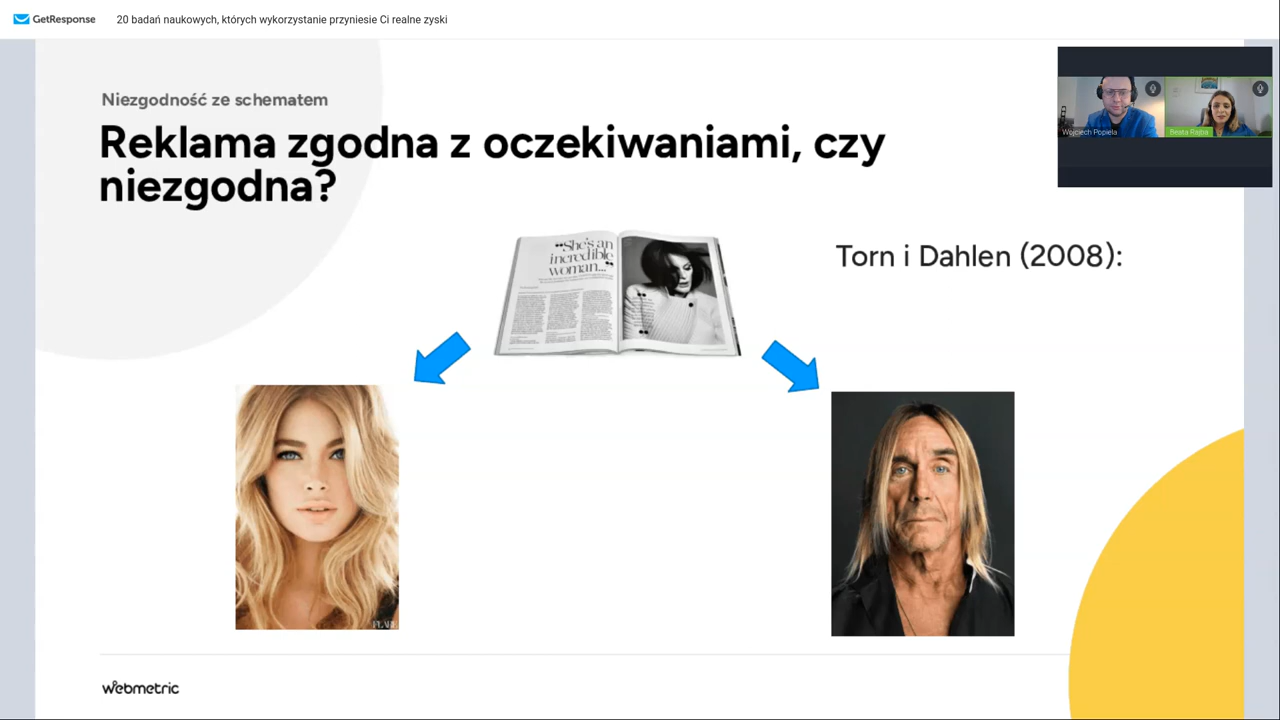 GetResponse
20 badań naukowych, których wykorzystanie przyniesie Ci realne zyski
Wojciech Popiela
Beata Rajba
Niezgodność ze schematem
Reklama zgodna z oczekiwaniami, czy
niezgodna?
Torn i Dahlen (2008):
“She's an
incredible
woman...”
webmetric